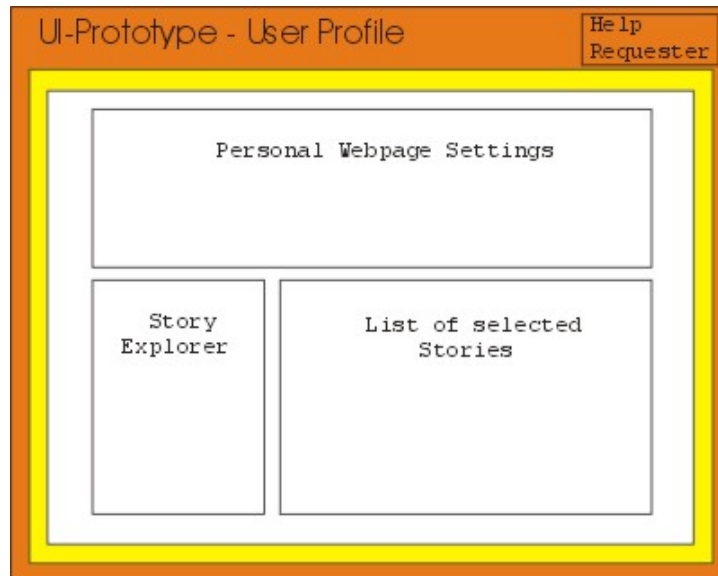 UI-Prototype - User Profile
Help
Requester
Personal Webpage Settings
Story
Explorer
List of selected
Stories